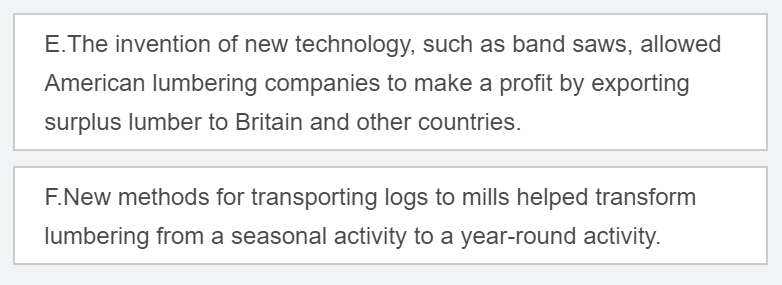 E.The invention of new technology, such as band saws, allowed
American lumbering companies to make a profit by exporting
surplus lumber to Britain and other countries.
F.New methods for transporting logs to mills helped transform
lumbering from a seasonal activity to a year-round activity.